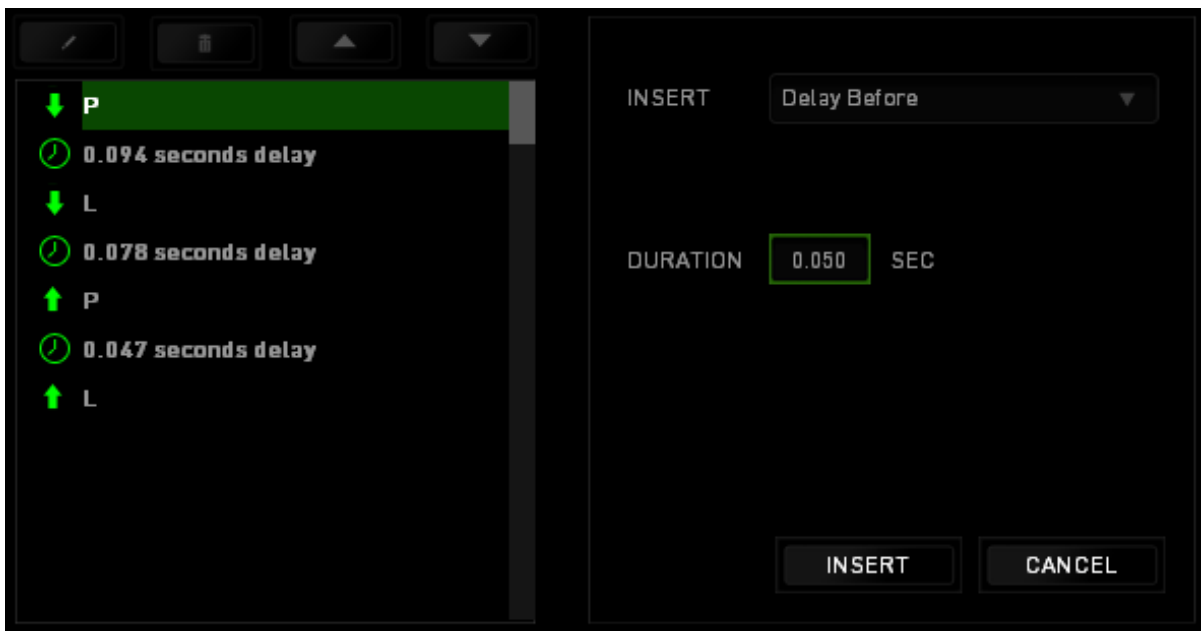 P
0.094 seconds delay
L
0.078 seconds delay
P
0.047 seconds delay
L
INSERT Delay Before
DURATION 0.050 SEC
INSERT CANCEL